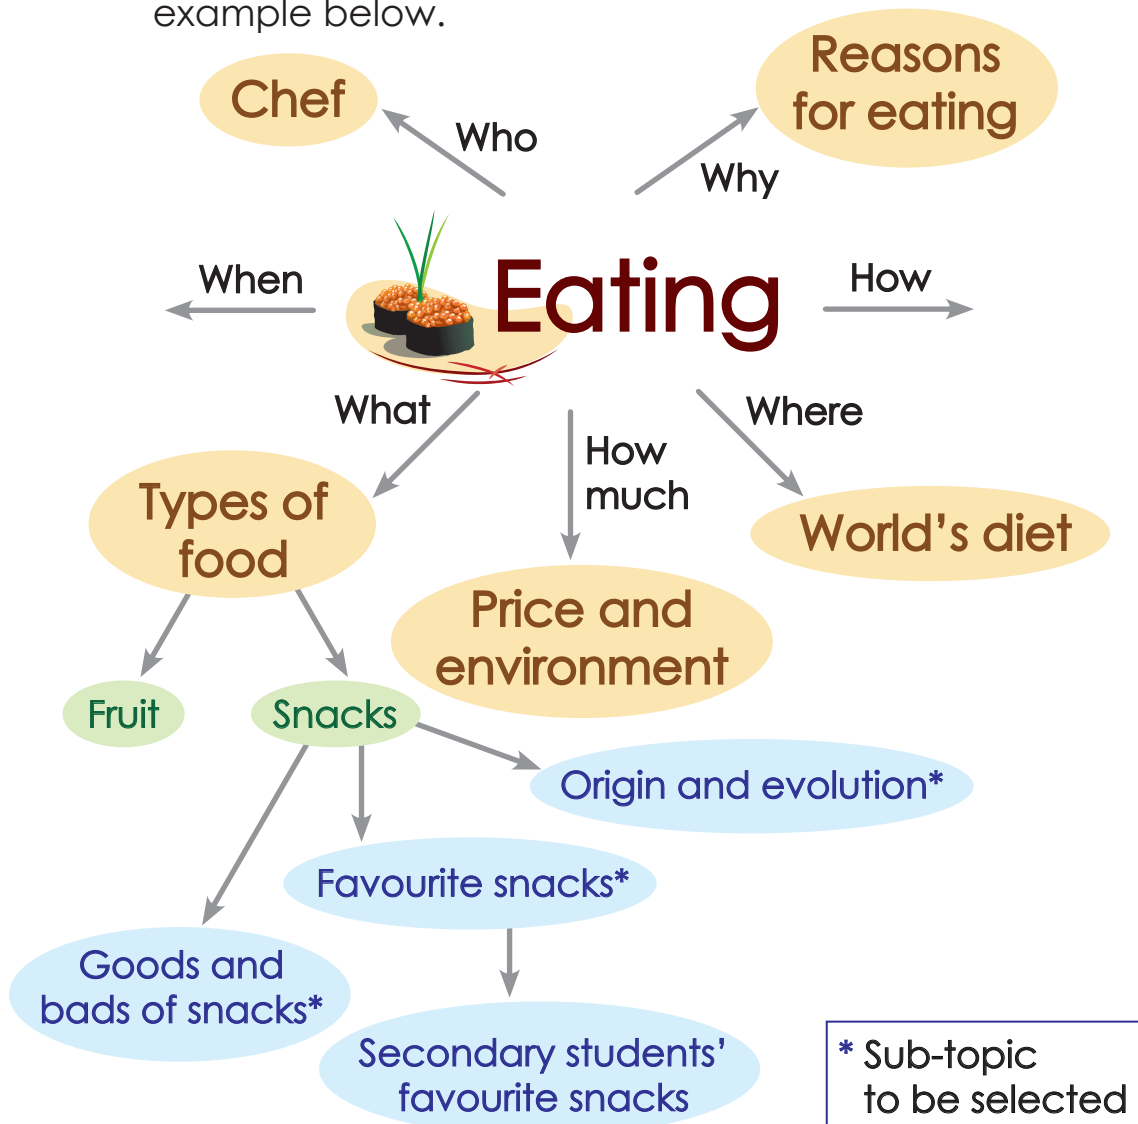 example below.
Chef
Reasons
for eating
Who
Why
When
Eating
How
What
How
much
Where
Types of
food
World's diet
Price and
environment
Fruit
Snacks
Origin and evolution*
Favourite snacks*
Goods and
bads of snacks*
Secondary students'
favourite snacks
* Sub-topic
to be selected